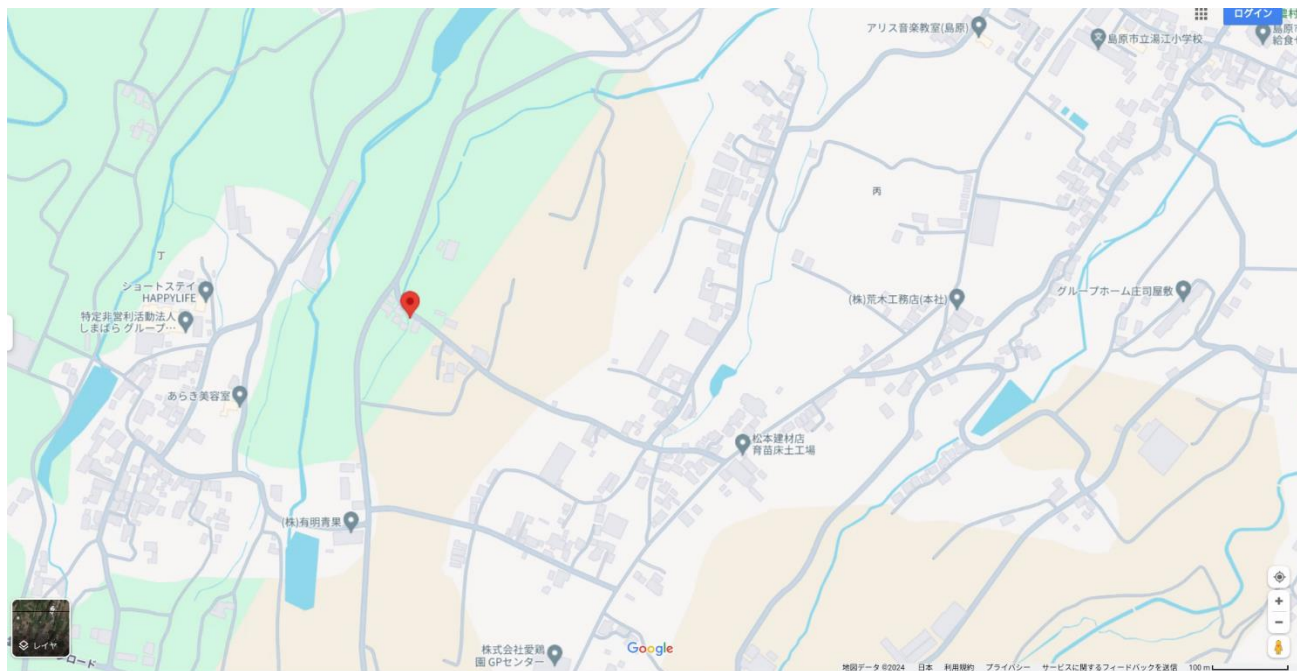 ログイン
アリス音楽教室(島原)
島原市立湯江小学校
丙
丁
ショートステイ
HAPPYLIFE
特定非営利活動法人
しまばら グループ…
(株)荒木工務店(本社)
グループホーム庄司屋敷
あらき美容室
松本建材店
育苗床土工場
(株)有明青果
株式会社愛鶏
園 GPセンター
レイヤ
ロード
Google
地図データ ©2024 日本 利用規約 プライバシー サービスに関するフィードバックを送信 100 m